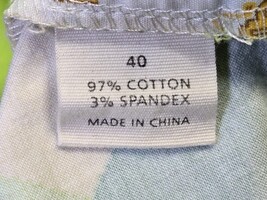 40
97% COTTON
3% SPANDEX
MADE IN CHINA